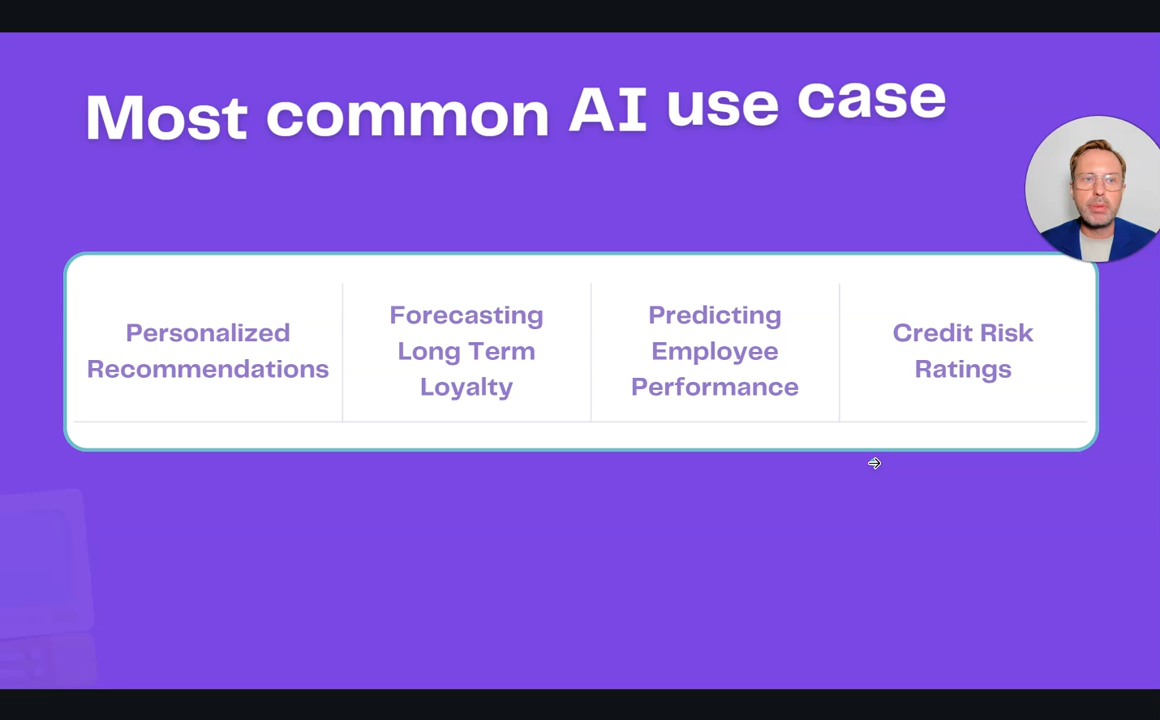 Most common AI use case
Personalized
Recommendations
Forecasting
Long Term
Loyalty
Predicting
Employee
Performance
Credit Risk
Ratings